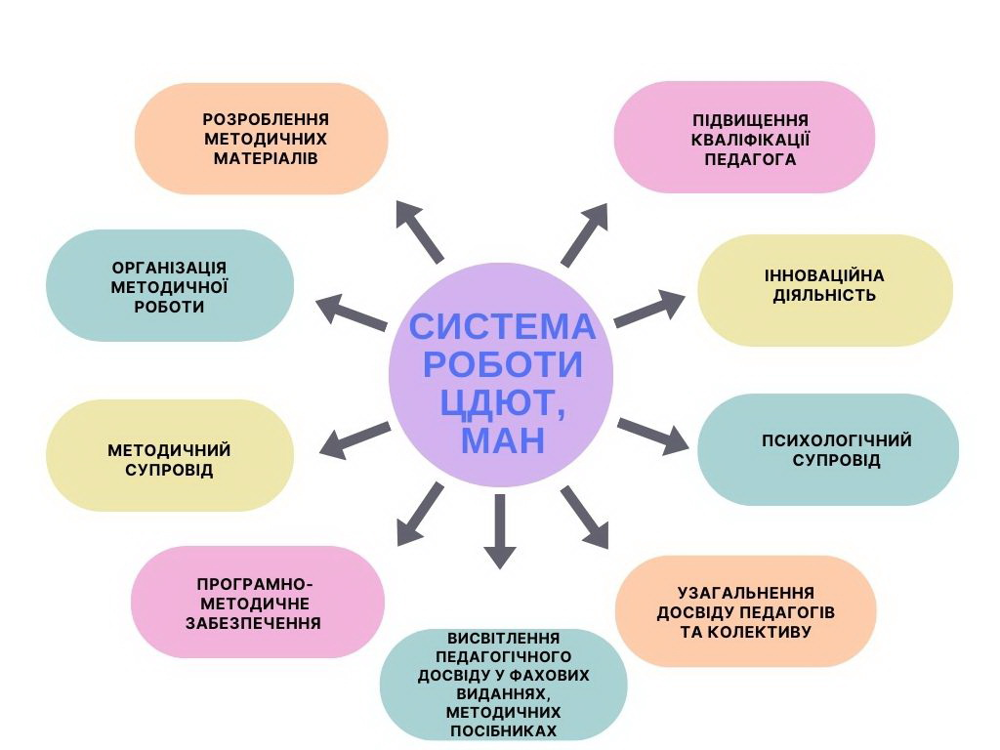 РОЗРОБЛЕННЯ
МЕТОДИЧНИХ
МАТЕРІАЛІВ
ПІДВИЩЕННЯ
КВАЛІФІКАЦІЇ
ПЕДАГОГА
ОРГАНІЗАЦІЯ
МЕТОДИЧНОЇ
РОБОТИ
ІННОВАЦІЙНА
ДІЯЛЬНІСТЬ
СИСТЕМА
РОБОТИ
ЦДЮТ,
МАН
МЕТОДИЧНИЙ
СУПРОВІД
ПСИХОЛОГІЧНИЙ
СУПРОВІД
ПРОГРАМНО-
МЕТОДИЧНЕ
ЗАБЕЗПЕЧЕННЯ
УЗАГАЛЬНЕННЯ
ДОСВІДУ ПЕДАГОГІВ
ТА КОЛЕКТИВУ
ВИСВІТЛЕННЯ
ПЕДАГОГІЧНОГО
ДОСВІДУ У ФАХОВИХ
ВИДАННЯХ,
МЕТОДИЧНИХ
ПОСІБНИКАХ